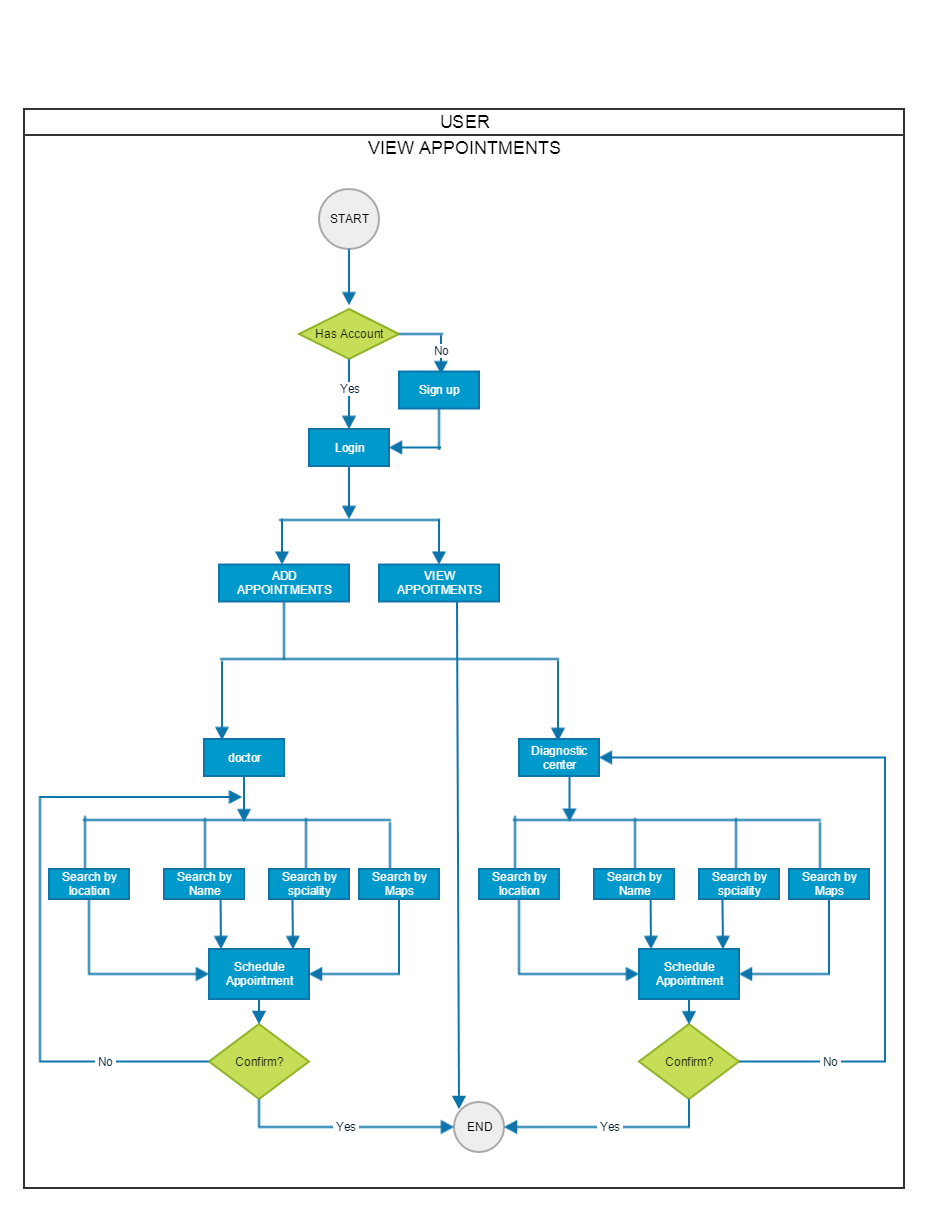 USER
VIEW APPOINTMENTS
START
Has Account
No
Yes
Sign up
Login
ADD
APPOINTMENTS
VIEW
APPOITMENTS
doctor
Diagnostic
center
Search by
location
Search by
Name
Search by
spciality
Search by
Maps
Search by
location
Search by
Name
Search by
spciality
Search by
Maps
Schedule
Appointment
Schedule
Appointment
No
Confirm?
Confirm?
No
Yes
END
Yes